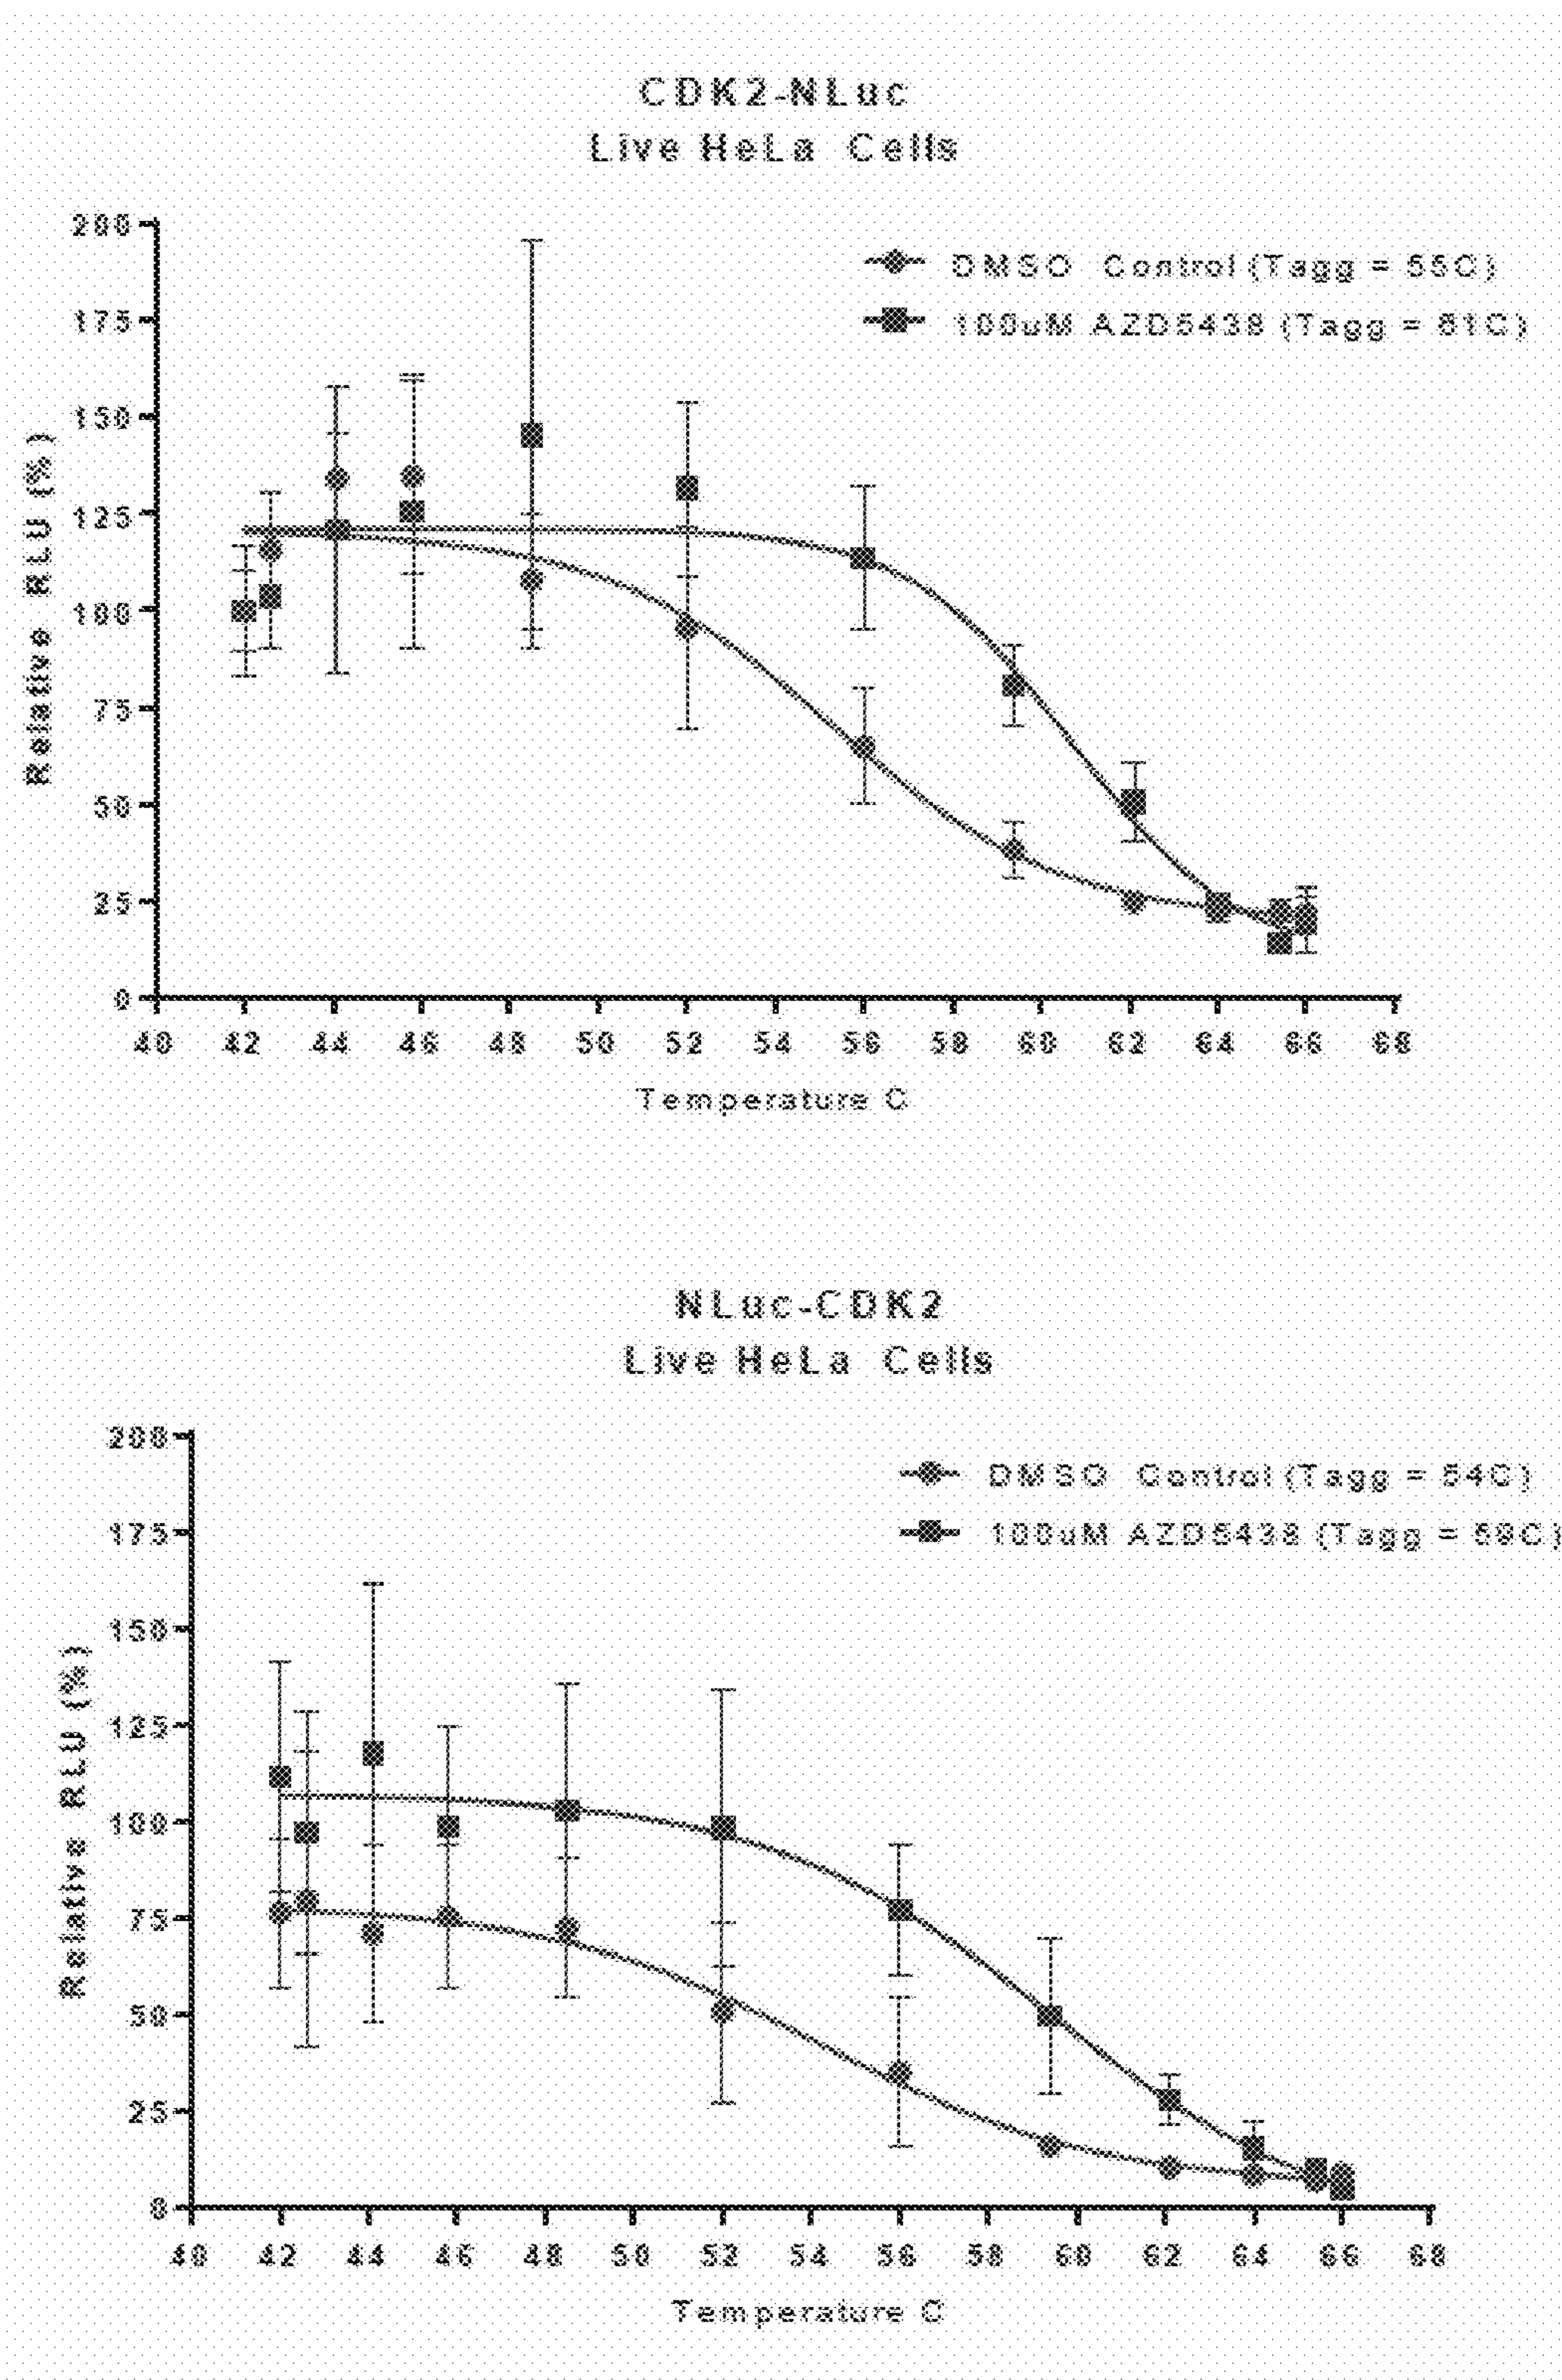 CDK2-NLuc
Live HeLa Cells
200
175
150
125
100
75
50
25
0
Relative RLU (%)
DMSO Control (Tagg = 55C)
100uM AZD5438 (Tagg = 61C)
40 42 44 46 48 50 52 54 56 58 60 62 64 66 68
Temperature C
NLuc-CDK2
Live HeLa Cells
200
175
150
125
100
75
50
25
0
Relative RLU (%)
DMSO Control (Tagg = 54C)
100uM AZD5438 (Tagg = 59C)
40 42 44 46 48 50 52 54 56 58 60 62 64 66 68
Temperature C